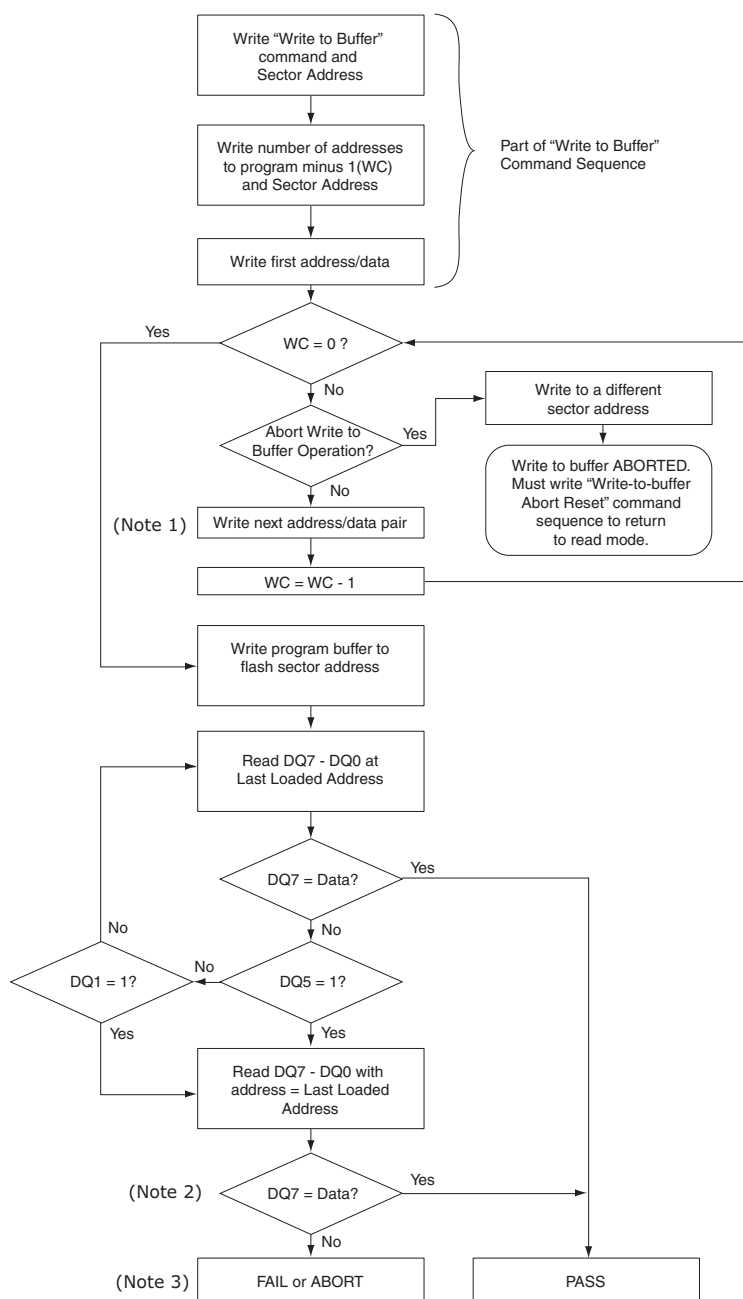 Write “Write to Buffer”
command and
Sector Address
Write number of addresses
to program minus 1(WC)
and Sector Address
Part of “Write to Buffer”
Command Sequence
Write first address/data
Yes
WC = 0 ?
No
Write to a different
sector address
Abort Write to
Buffer Operation?
Yes
Write to buffer ABORTED.
Must write “Write-to-buffer
Abort Reset” command
sequence to return
to read mode.
No
(Note 1)
Write next address/data pair
WC = WC - 1
Write program buffer to
flash sector address
Read DQ7 - DQ0 at
Last Loaded Address
DQ7 = Data?
Yes
No
No
DQ1 = 1?
No
DQ5 = 1?
Yes
Yes
Read DQ7 - DQ0 with
address = Last Loaded
Address
(Note 2)
DQ7 = Data?
Yes
No
(Note 3)
FAIL or ABORT
PASS